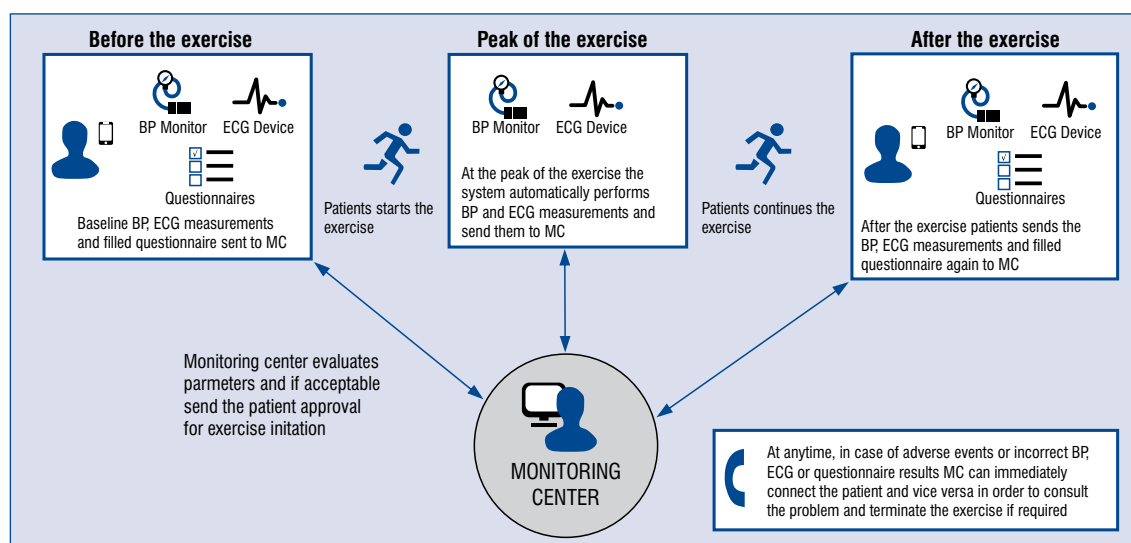 Before the exercise
BP Monitor
ECG Device
Questionnaires
Baseline BP, ECG measurements
and filled questionnaire sent to MC
Patients starts the
exercise
Peak of the exercise
BP Monitor
ECG Device
At the peak of the exercise the
system automatically performs
BP and ECG measurements and
send them to MC
Patients continues the
exercise
After the exercise
BP Monitor
ECG Device
Questionnaires
After the exercise patients sends the
BP, ECG measurements and filled
questionnaire again to MC
Monitoring center evaluates
parmeters and if acceptable
send the patient approval
for exercise initation
MONITORING
CENTER
At anytime, in case of adverse events or incorrect BP,
ECG or questionnaire results MC can immediately
connect the patient and vice versa in order to consult
the problem and terminate the exercise if required